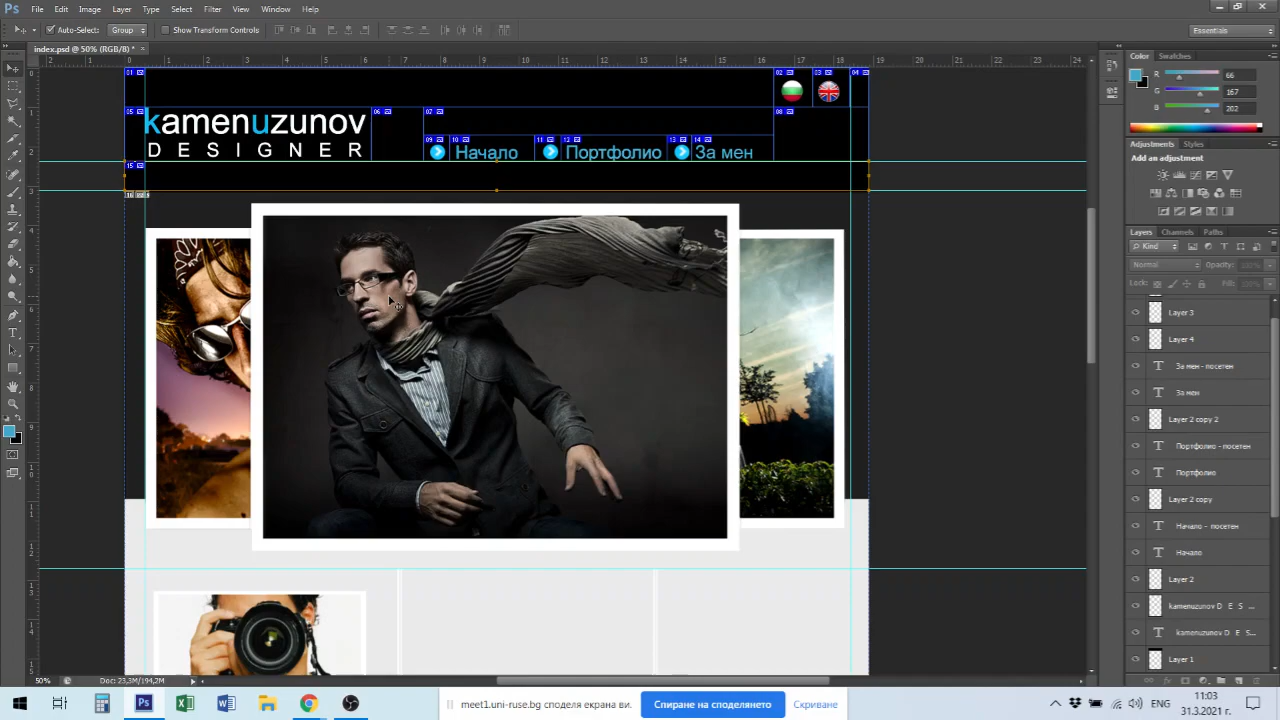 Ps File Edit Image Layer Type Select Filter View Window Help
Auto-Select: Group Show Transform Controls Essentials
index.psd @ 50% (RGB/8) * ×
Color Swatches
R 66
G 167
B 202
kamenuzunov
DESIGNER
Начало Портфолио За мен
Adjustments Styles
Add an adjustment
Layers Channels Paths
Kind
Normal Opacity:
Lock: Fill:
Layer 3
Layer 4
За мен - посетен
За мен
Layer 2 copy 2
Портфолио - посетен
Портфолио
Layer 2 copy
Начало - посетен
Начало
Layer 2
kamenuzunov D E S ...
kamenuzunov D E S...
Layer 1
50% Doc: 23,3M/194,2M
meet1.uni-ruse.bg споделя екрана ви. Спиране на споделянето Скриване
11:03
31.3.2021 г.